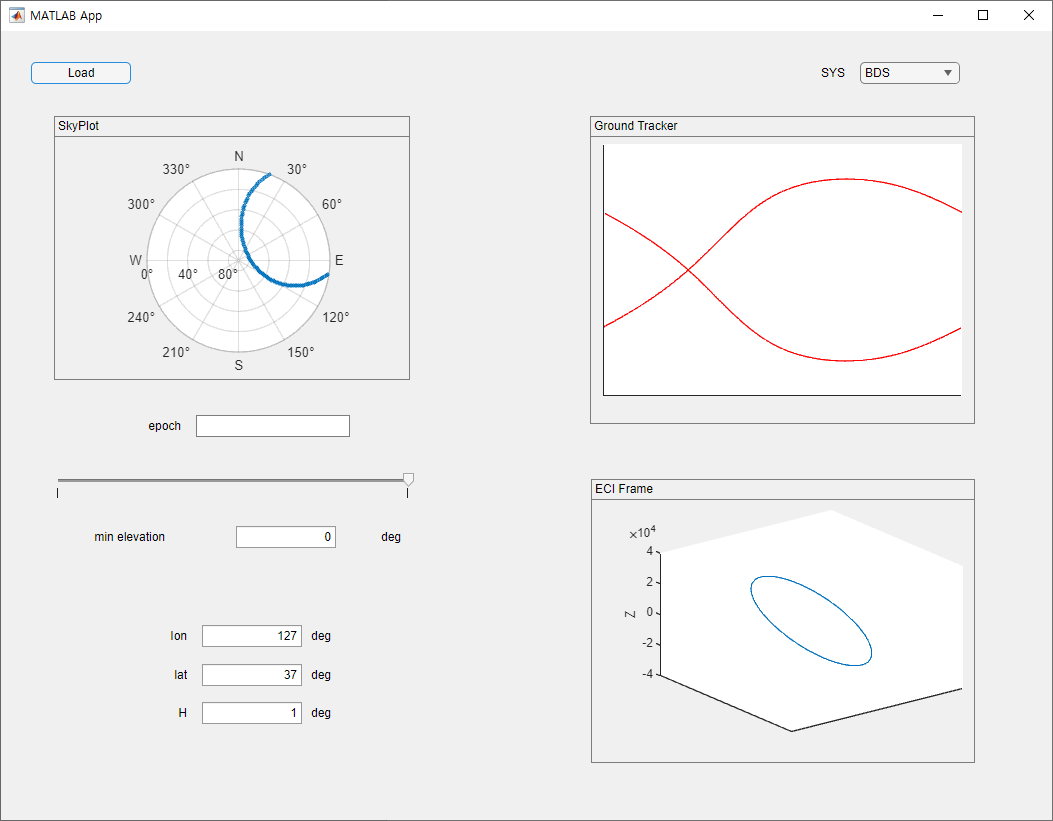 MATLAB App
Load
SYS BDS
SkyPlot
N
330° 30°
300° 60°
W E
0° 40° 80°
240° 120°
210° 150°
S
Ground Tracker
epoch
min elevation 0 deg
lon 127 deg
lat 37 deg
H 1 deg
ECI Frame
×10⁴
4
2
0
Z
-2
-4